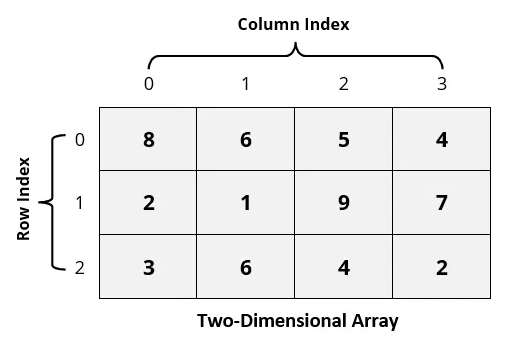 Column Index
0 1 2 3
Row Index
0 8 6 5 4
1 2 1 9 7
2 3 6 4 2
Two-Dimensional Array